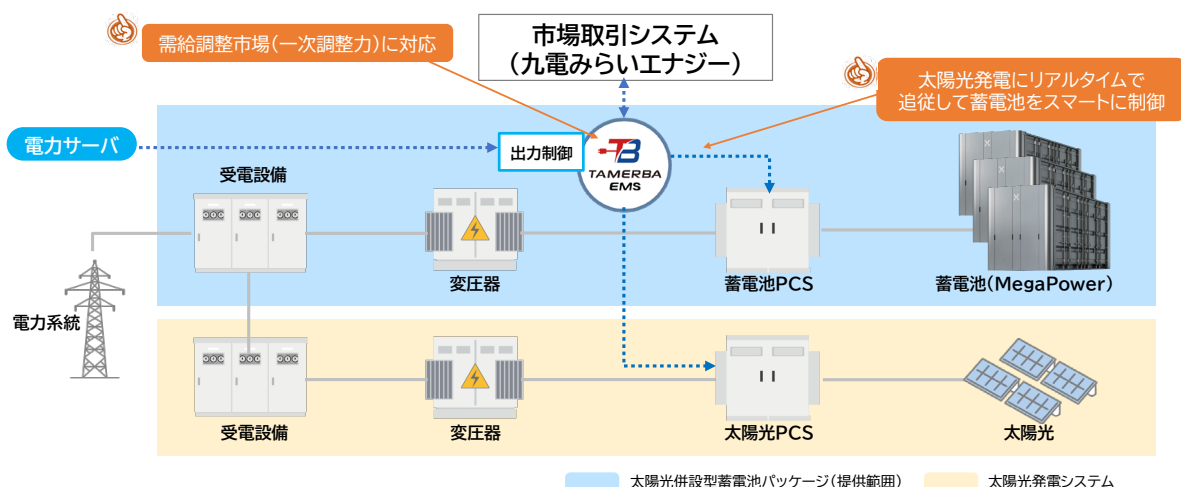 需給調整市場(一次調整力)に対応
市場取引システム
(九電みらいエナジー)
太陽光発電にリアルタイムで
追従して蓄電池をスマートに制御
電力サーバ
出力制御
TB
TAMERBA
EMS
受電設備
変圧器
蓄電池PCS
蓄電池(MegaPower)
電力系統
受電設備
変圧器
太陽光PCS
太陽光
太陽光併設型蓄電池パッケージ(提供範囲)
太陽光発電システム